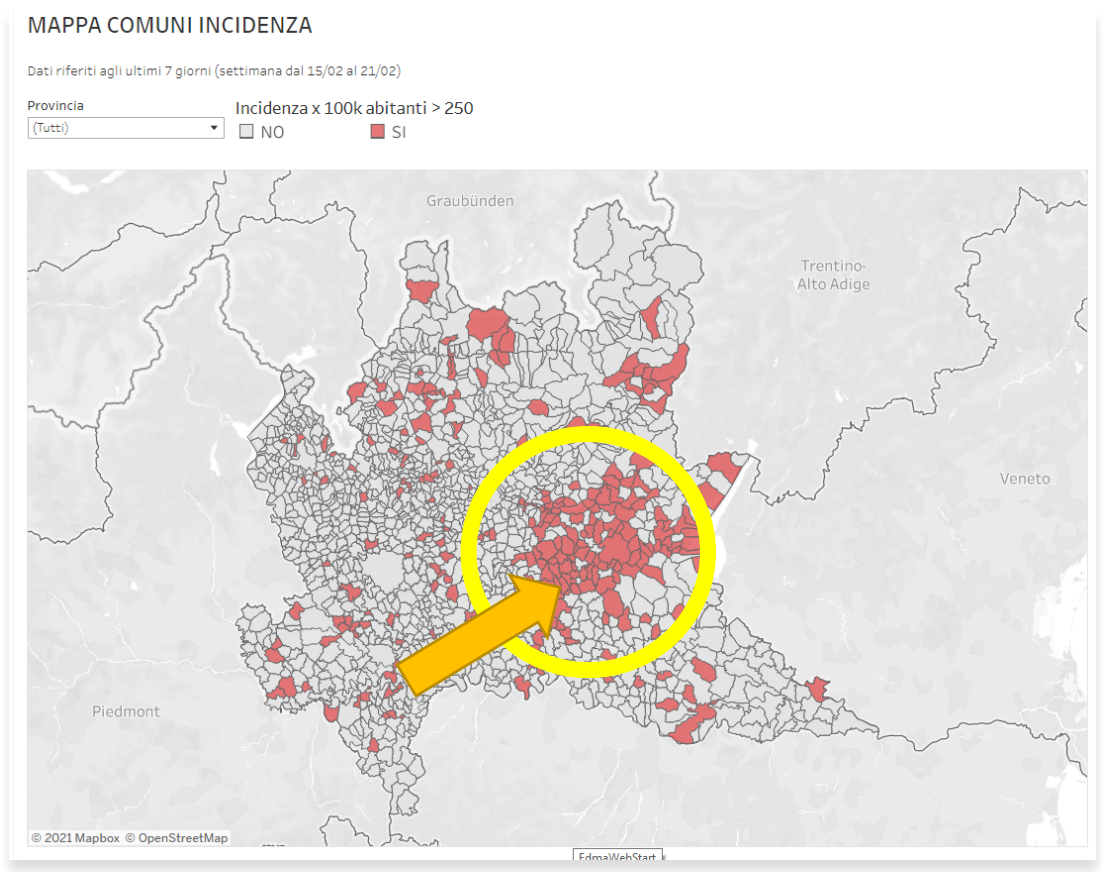 MAPPA COMUNI INCIDENZA
Dati riferiti agli ultimi 7 giorni (settimana dal 15/02 al 21/02)
Provincia
Incidenza x 100k abitanti > 250
(Tutti)
NO
SI
Graubünden
Trentino-
Alto Adige
Veneto
Piedmont
© 2021 Mapbox © OpenStreetMap
EdmaWebStart